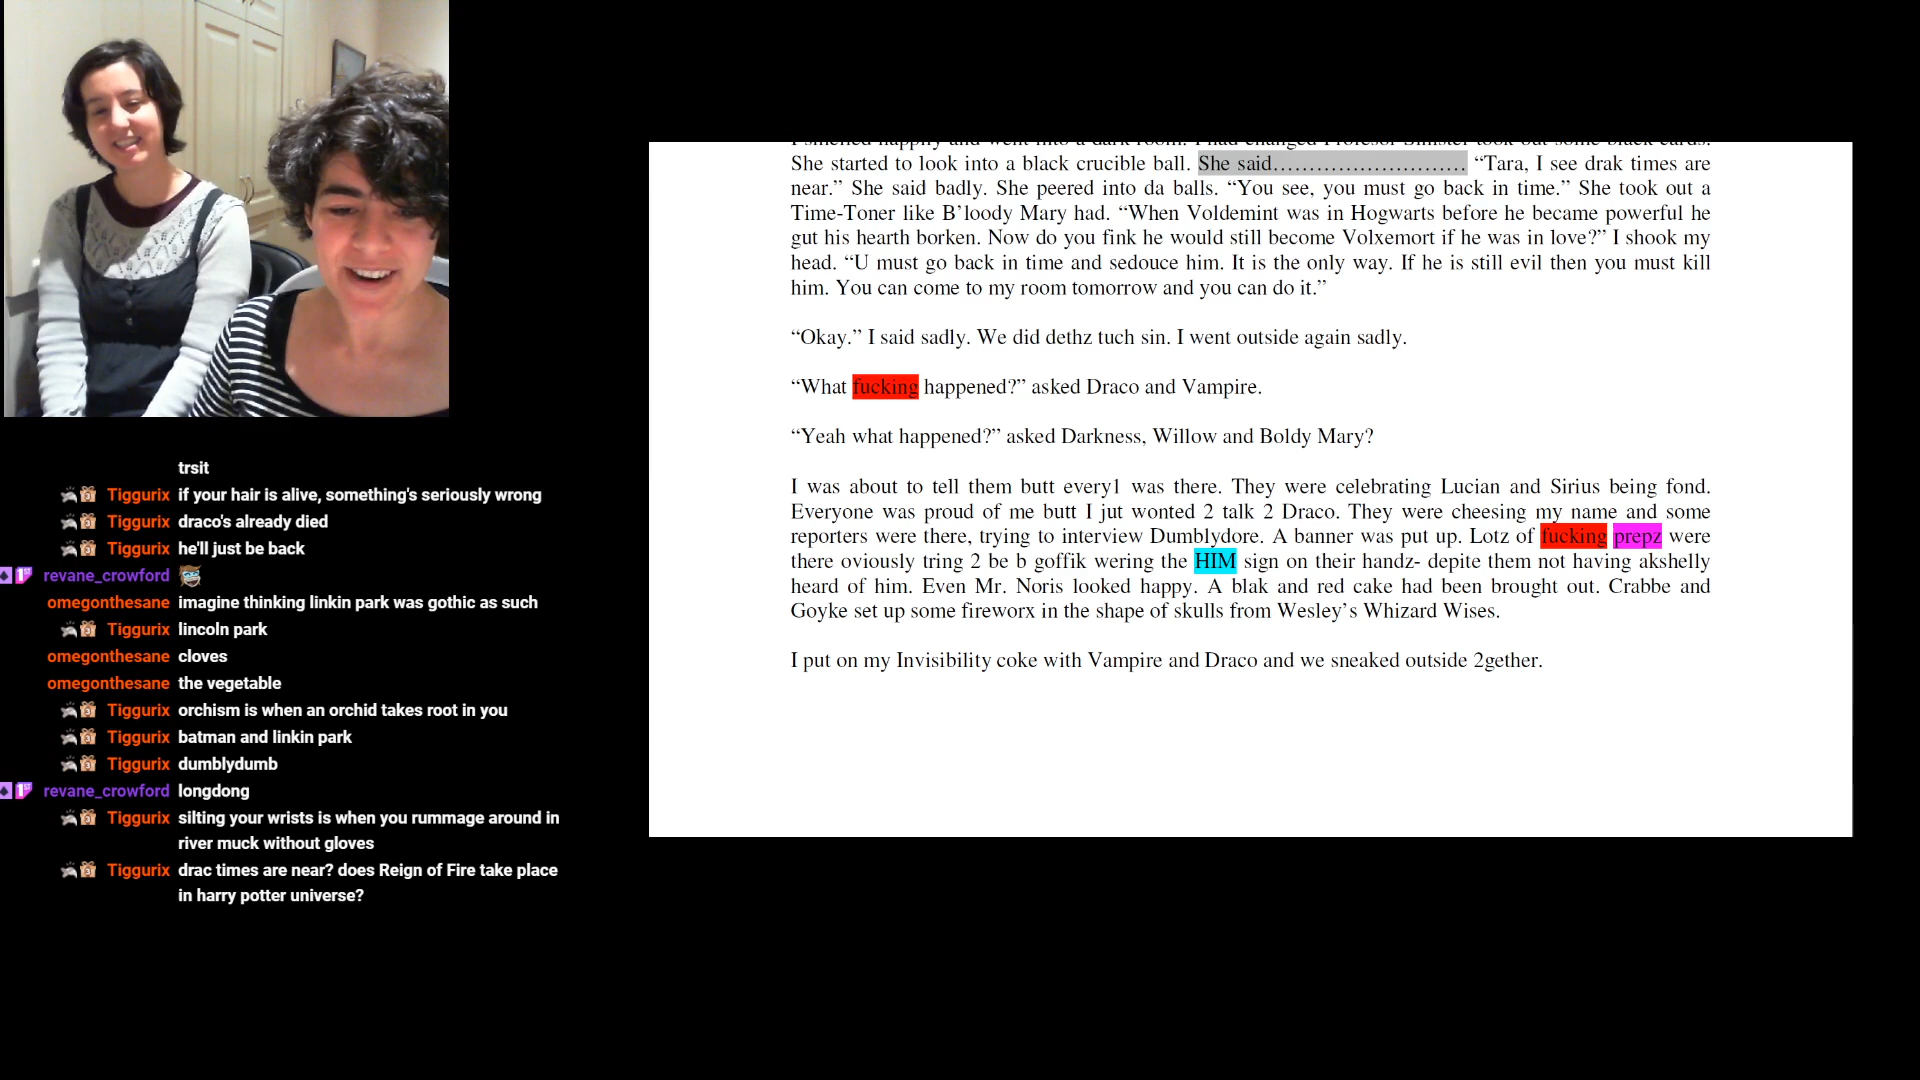 trsit
Tiggurix if your hair is alive, something's seriously wrong
Tiggurix draco's already died
Tiggurix he'll just be back
revane_crowford
omegonthesane imagine thinking linkin park was gothic as such
Tiggurix lincoln park
omegonthesane cloves
omegonthesane the vegetable
Tiggurix orchism is when an orchid takes root in you
Tiggurix batman and linkin park
Tiggurix dumblydumb
revane_crowford longdong
Tiggurix silting your wrists is when you rummage around in
river muck without gloves
Tiggurix drac times are near? does Reign of Fire take place
in harry potter universe?
I smelled happily and went into a dark room. I had changed Profesor Sinister took out some black cards.
She started to look into a black crucible ball. She said……………………… “Tara, I see drak times are
near.” She said badly. She peered into da balls. “You see, you must go back in time.” She took out a
Time-Toner like B’loody Mary had. “When Voldemint was in Hogwarts before he became powerful he
gut his hearth borken. Now do you fink he would still become Volxemort if he was in love?” I shook my
head. “U must go back in time and sedouce him. It is the only way. If he is still evil then you must kill
him. You can come to my room tomorrow and you can do it.”
“Okay.” I said sadly. We did dethz tuch sin. I went outside again sadly.
“What fucking happened?” asked Draco and Vampire.
“Yeah what happened?” asked Darkness, Willow and Boldy Mary?
I was about to tell them butt every1 was there. They were celebrating Lucian and Sirius being fond.
Everyone was proud of me butt I jut wonted 2 talk 2 Draco. They were cheesing my name and some
reporters were there, trying to interview Dumblydore. A banner was put up. Lotz of fucking prepz were
there oviously tring 2 be b goffik wering the HIM sign on their handz- depite them not having akshelly
heard of him. Even Mr. Noris looked happy. A blak and red cake had been brought out. Crabbe and
Goyke set up some fireworx in the shape of skulls from Wesley’s Whizard Wises.
I put on my Invisibility coke with Vampire and Draco and we sneaked outside 2gether.